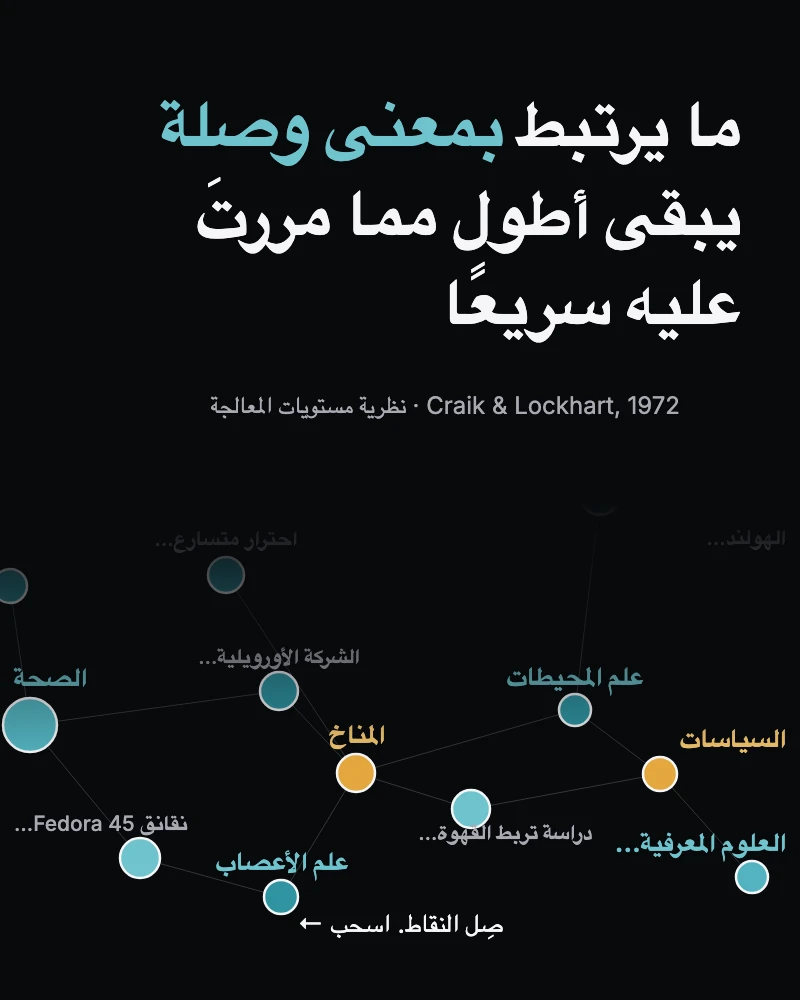 ما يرتبط بمعنى وصلة
يبقى أطول مما مررتَ
عليه سريعًا
Craik & Lockhart, 1972 · نظرية مستويات المعالجة
الهولند...
احترار متسارع...
الشركة الأورويلية...
علم المحيطات
الصحة
السياسات
المناخ
دراسة تربط القهوة...
نقانق Fedora 45...
العلوم المعرفية...
علم الأعصاب
صِل النقاط. اسحب ←